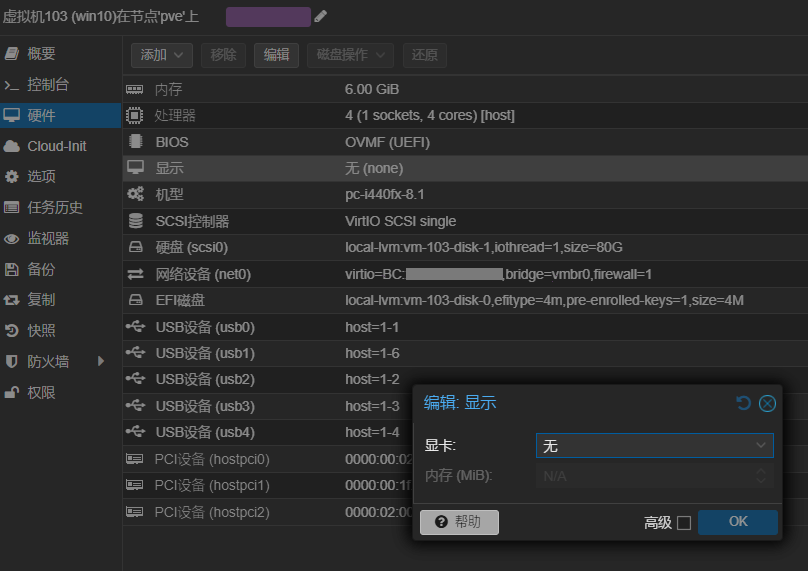 虚拟机103 (win10)在节点'pve'上
概要
控制台
硬件
Cloud-Init
选项
任务历史
监视器
备份
复制
快照
防火墙
权限
添加 移除 编辑 磁盘操作 还原
内存 6.00 GiB
处理器 4 (1 sockets, 4 cores) [host]
BIOS OVMF (UEFI)
显示 无 (none)
机型 pc-i440fx-8.1
SCSI控制器 VirtIO SCSI single
硬盘 (scsi0) local-lvm:vm-103-disk-1,iothread=1,size=80G
网络设备 (net0) virtio=BC: ,bridge=vmbr0,firewall=1
EFI磁盘 local-lvm:vm-103-disk-0,efitype=4m,pre-enrolled-keys=1,size=4M
USB设备 (usb0) host=1-1
USB设备 (usb1) host=1-6
USB设备 (usb2) host=1-2
USB设备 (usb3) host=1-3
USB设备 (usb4) host=1-4
PCI设备 (hostpci0) 0000:00:02
PCI设备 (hostpci1) 0000:00:1f
PCI设备 (hostpci2) 0000:02:00
编辑: 显示
显卡: 无
内存 (MiB): N/A
帮助 高级 OK